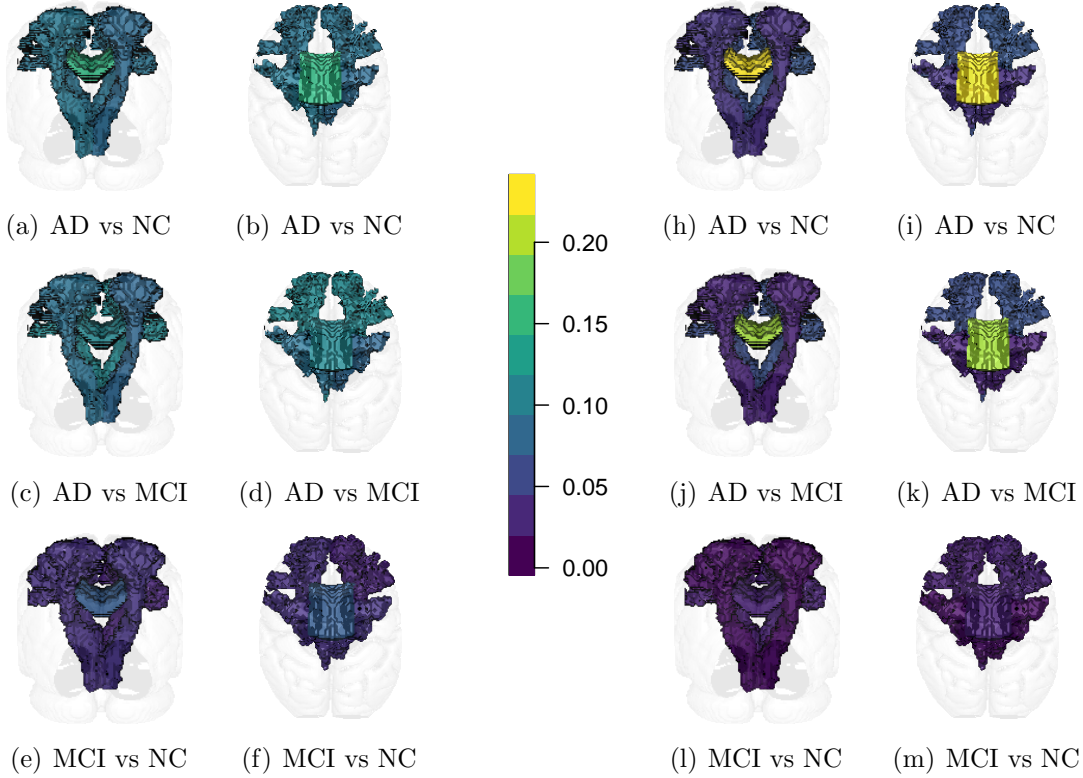 (a) AD vs NC
(b) AD vs NC
(h) AD vs NC
(i) AD vs NC
0.20
0.15
0.10
0.05
0.00
(c) AD vs MCI
(d) AD vs MCI
(j) AD vs MCI
(k) AD vs MCI
(e) MCI vs NC
(f) MCI vs NC
(l) MCI vs NC
(m) MCI vs NC